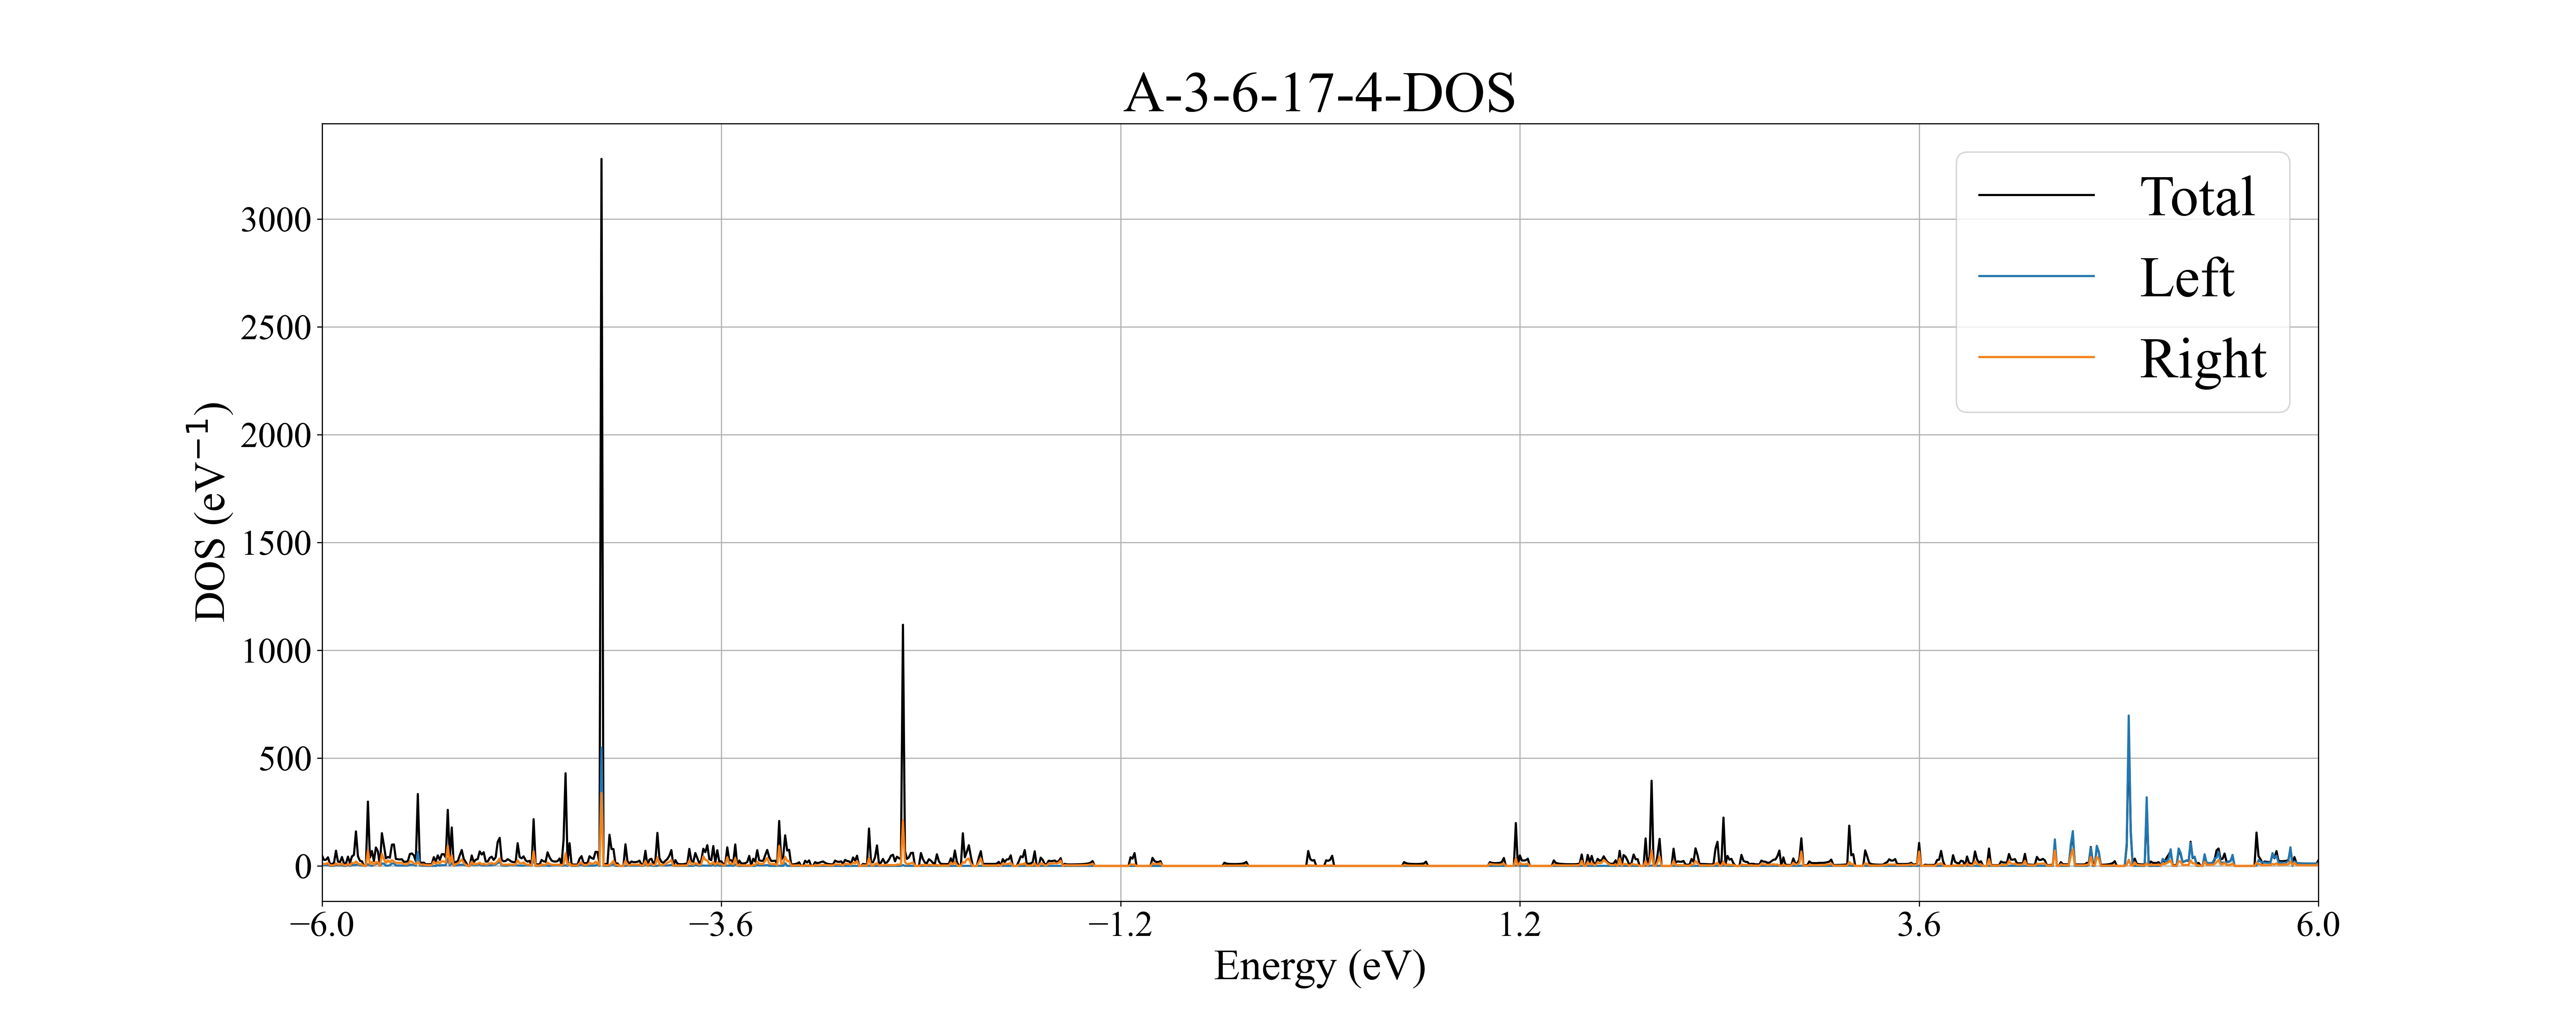 A-3-6-17-4-DOS
Total
Left
Right
3000
2500
2000
1500
1000
500
0
DOS (eV⁻¹)
−6.0 −3.6 −1.2 1.2 3.6 6.0
Energy (eV)